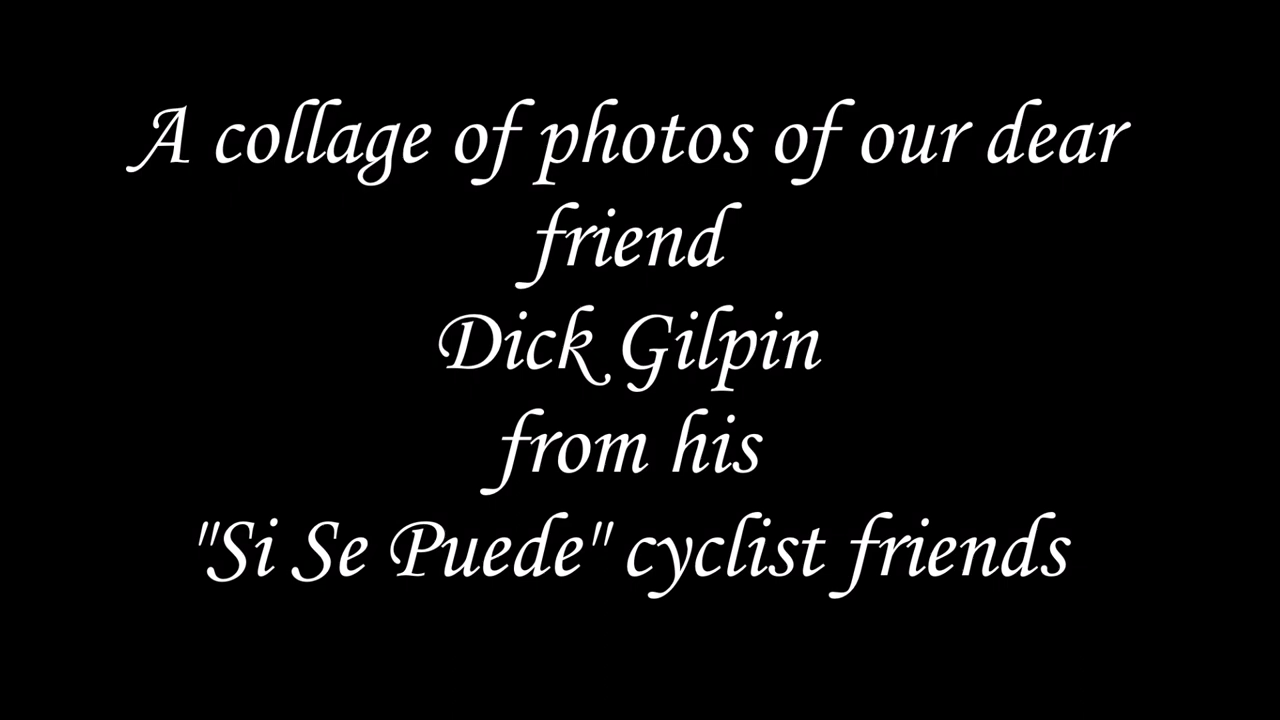 A collage of photos of our dear
friend
Dick Gilpin
from his
"Si Se Puede" cyclist friends